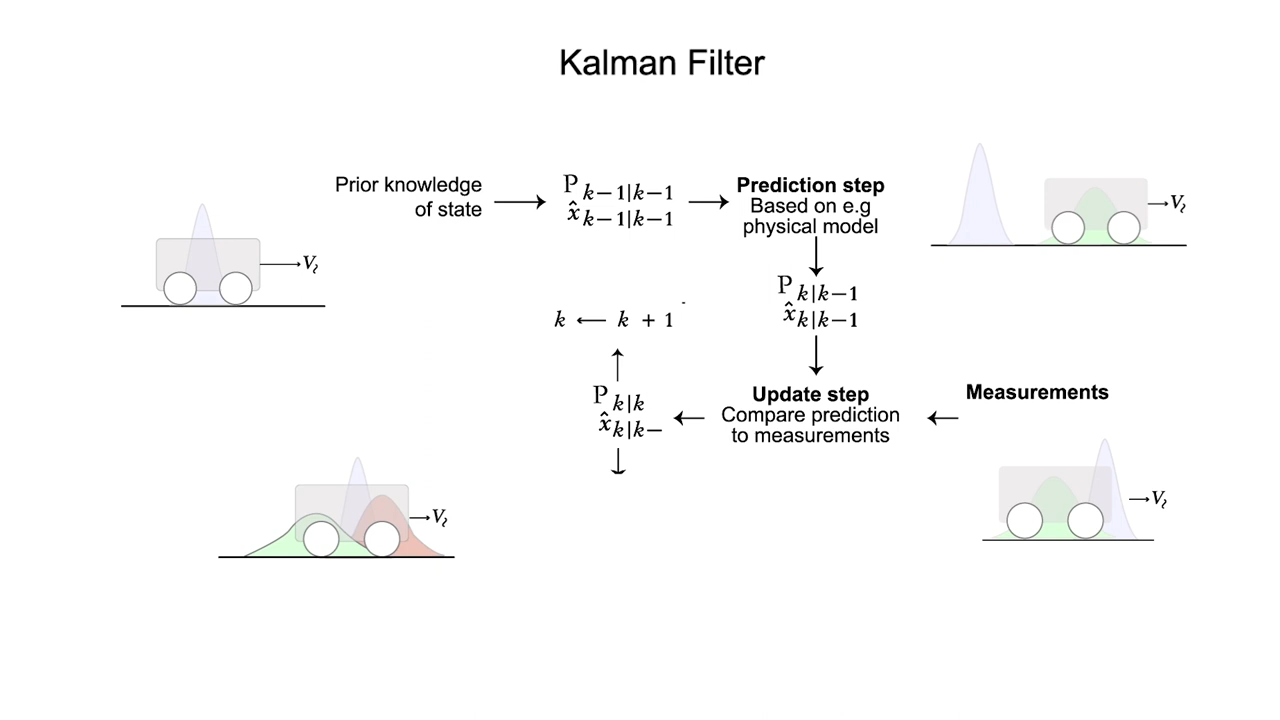 Kalman Filter
Prior knowledge
of state
P k−1|k−1
x̂ k−1|k−1
Prediction step
Based on e.g
physical model
P k|k−1
x̂ k|k−1
k ← k + 1
P k|k
x̂ k|k−
Update step
Compare prediction
to measurements
Measurements